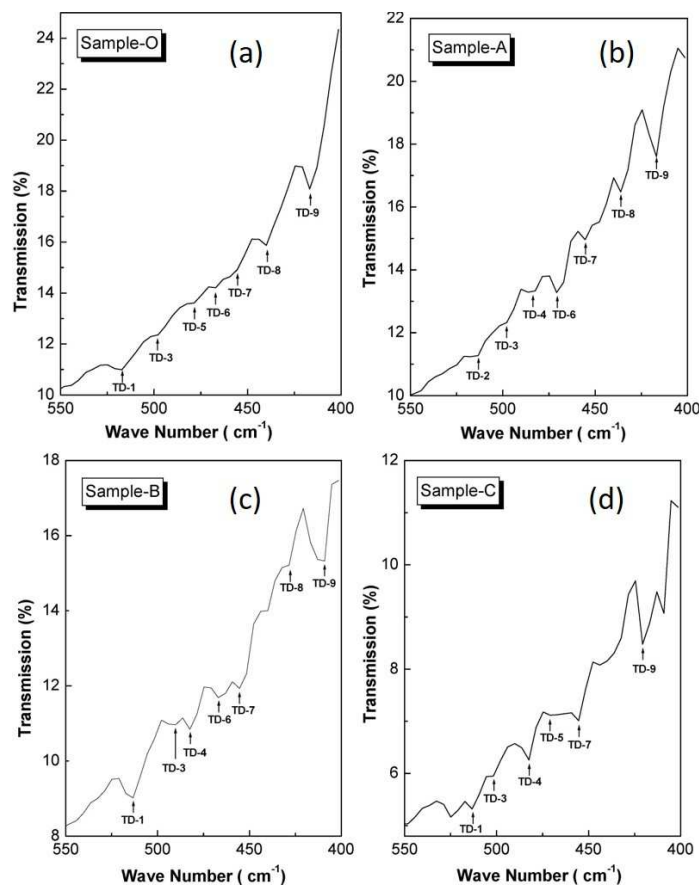 Sample-O
(a)
24
22
20
18
16
14
12
10
Transmission (%)
TD-1
TD-3
TD-5
TD-6
TD-7
TD-8
TD-9
550 500 450 400
Wave Number ( cm-1)
Sample-A
(b)
22
20
18
16
14
12
10
Transmission (%)
TD-2
TD-3
TD-4
TD-6
TD-7
TD-8
TD-9
550 500 450 400
Wave Number ( cm-1)
Sample-B
(c)
18
16
14
12
10
8
Transmission (%)
TD-1
TD-3
TD-4
TD-6
TD-7
TD-8
TD-9
550 500 450 400
Wave Number ( cm-1)
Sample-C
(d)
12
10
8
6
Transmission (%)
TD-1
TD-3
TD-4
TD-5
TD-7
TD-9
550 500 450 400
Wave Number ( cm-1)